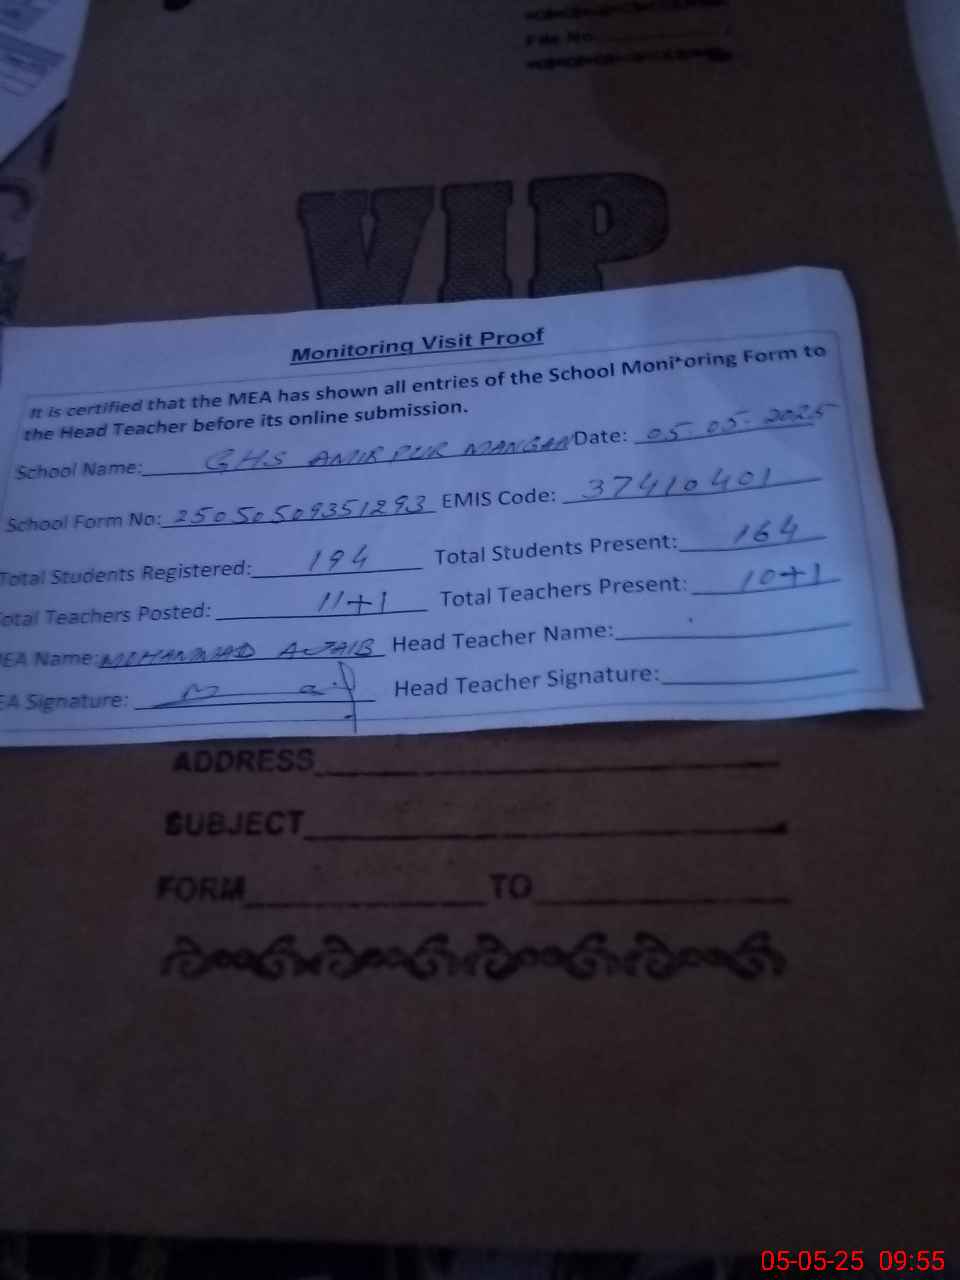 File No.
VIP
Monitoring Visit Proof
It is certified that the MEA has shown all entries of the School Monitoring Form to
the Head Teacher before its online submission.
School Name: GHS AMIR PUR MANGAN Date: 05-05-2025
School Form No: 25050509351293 EMIS Code: 37410401
Total Students Registered: 194 Total Students Present: 164
Total Teachers Posted: 11+1 Total Teachers Present: 10+1
MEA Name: MUHAMMAD AJAIB Head Teacher Name:
EA Signature: Head Teacher Signature:
ADDRESS
SUBJECT
FORM TO
05-05-25 09:55